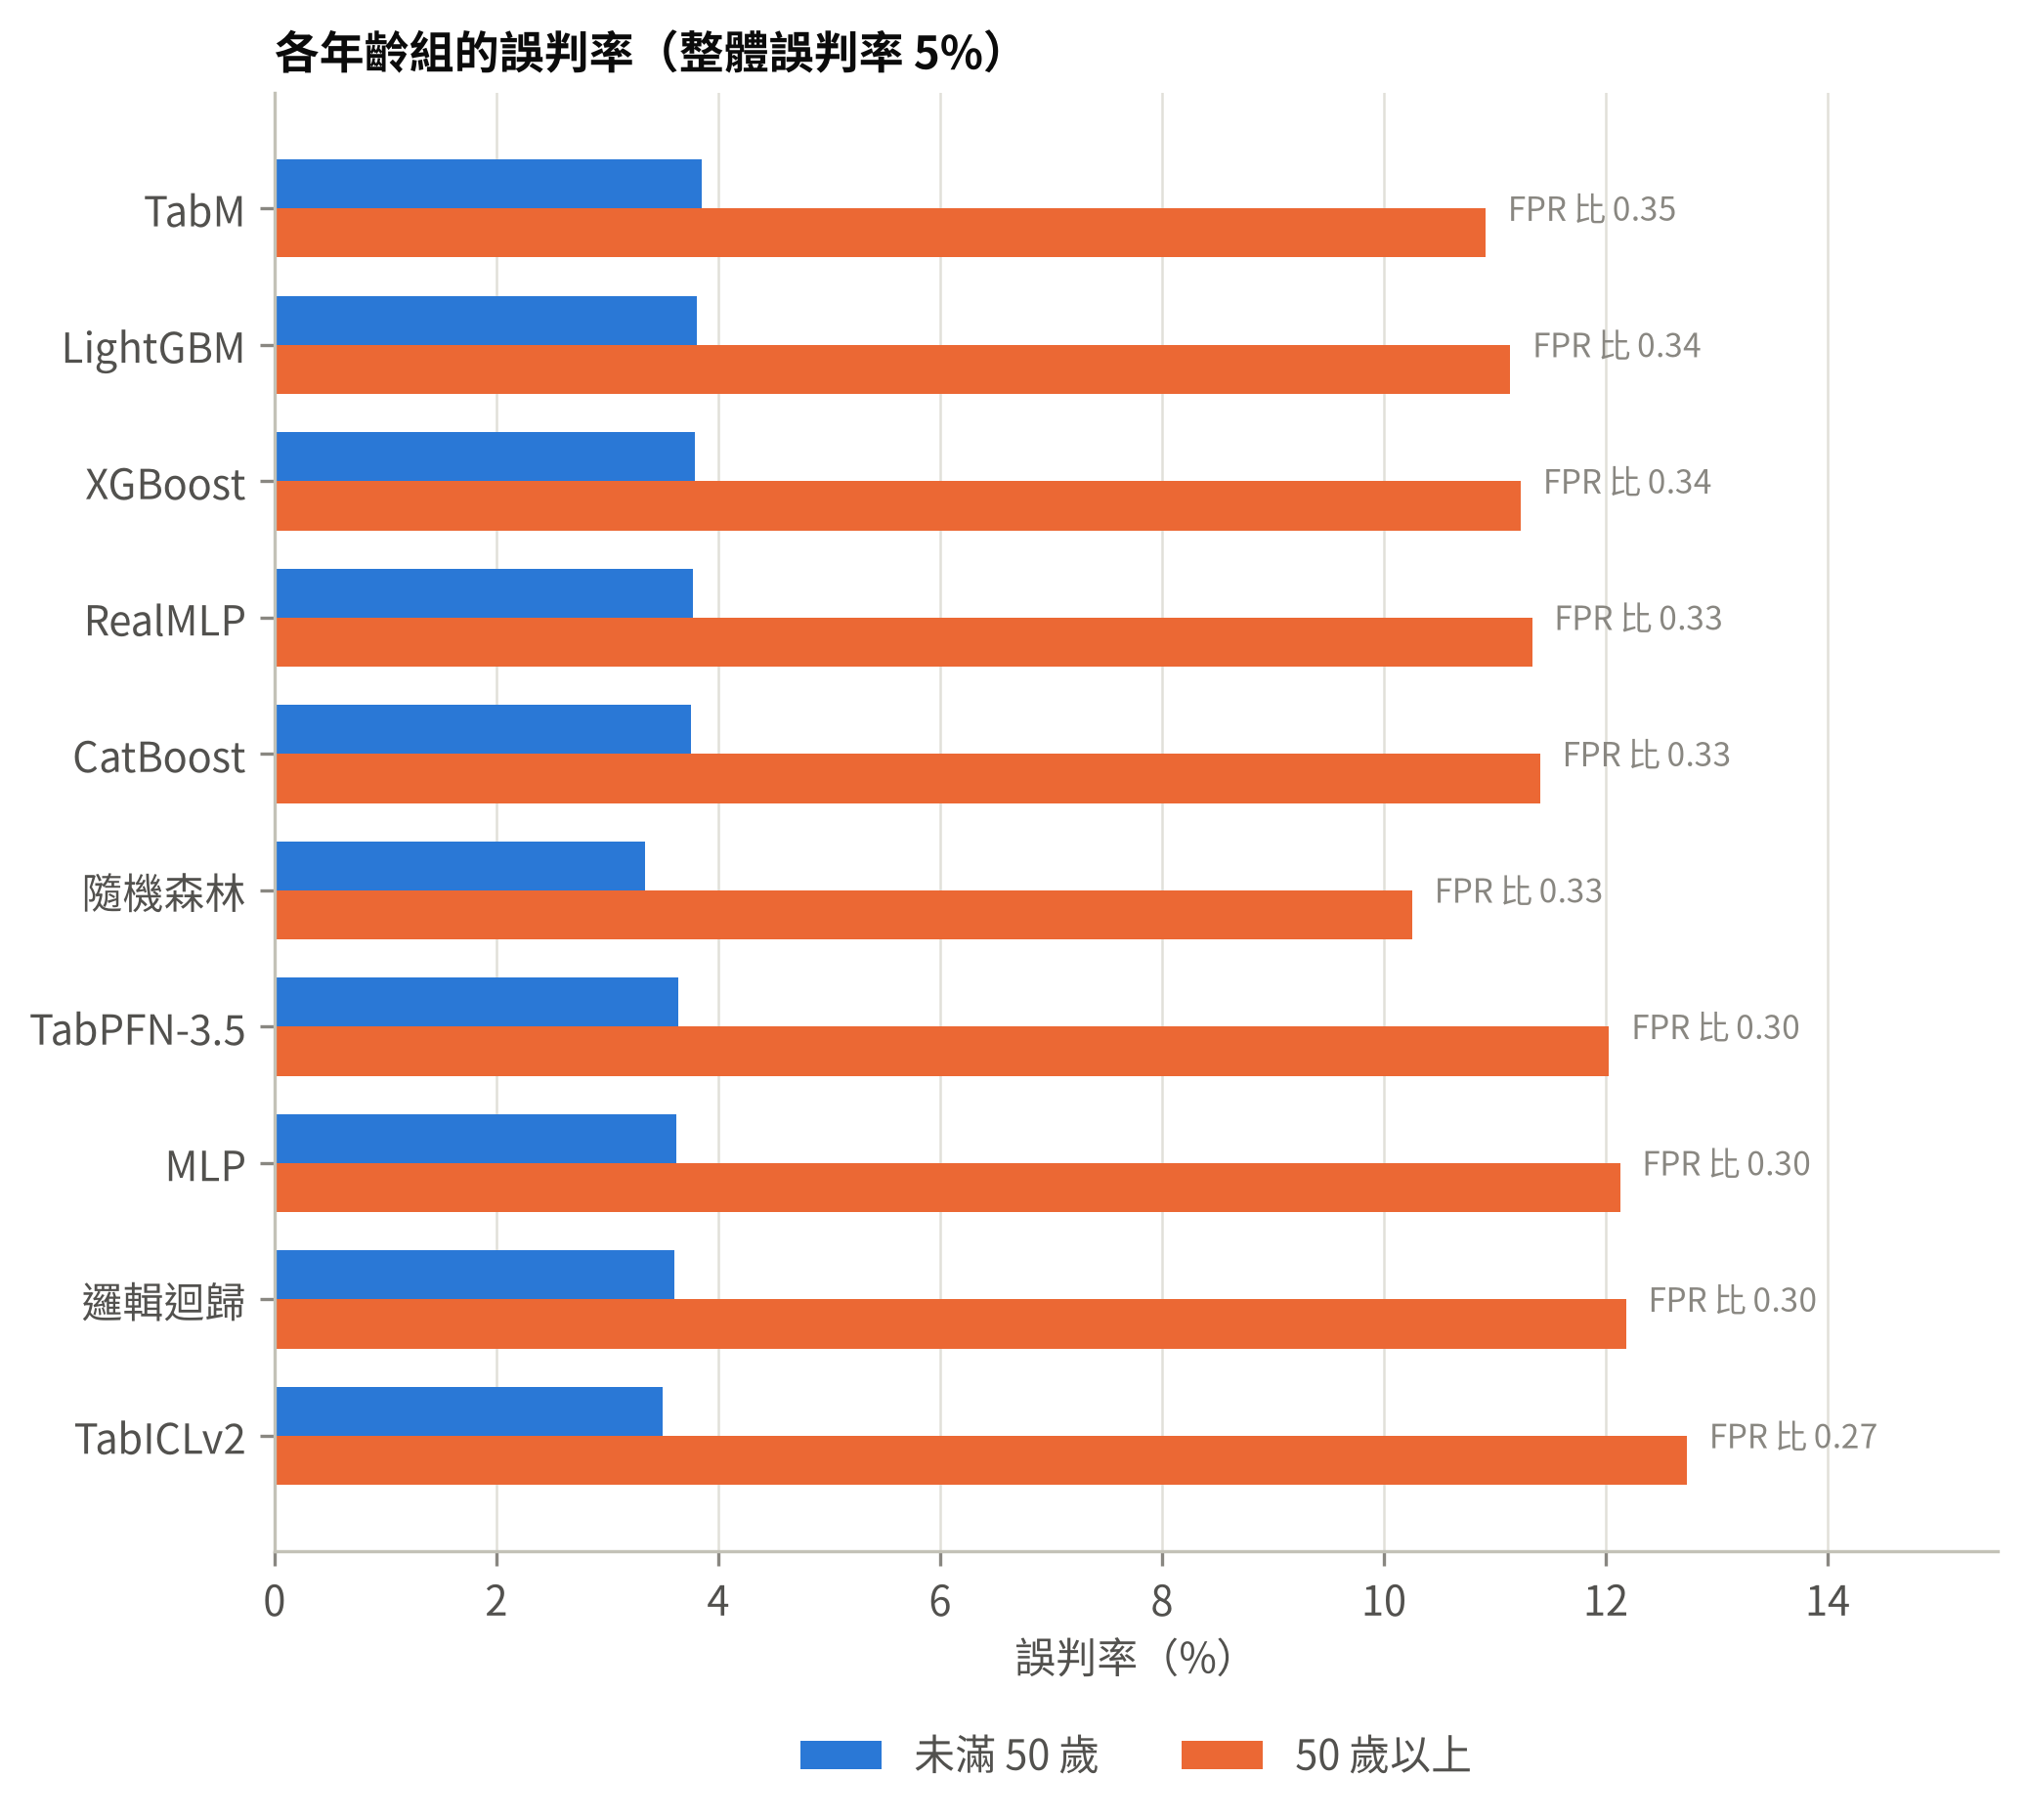 各年齡組的誤判率（整體誤判率 5%）
TabM
FPR 比 0.35
LightGBM
FPR 比 0.34
XGBoost
FPR 比 0.34
RealMLP
FPR 比 0.33
CatBoost
FPR 比 0.33
隨機森林
FPR 比 0.33
TabPFN-3.5
FPR 比 0.30
MLP
FPR 比 0.30
邏輯迴歸
FPR 比 0.30
TabICLv2
FPR 比 0.27
0 2 4 6 8 10 12 14
誤判率（%）
未滿 50 歲 50 歲以上